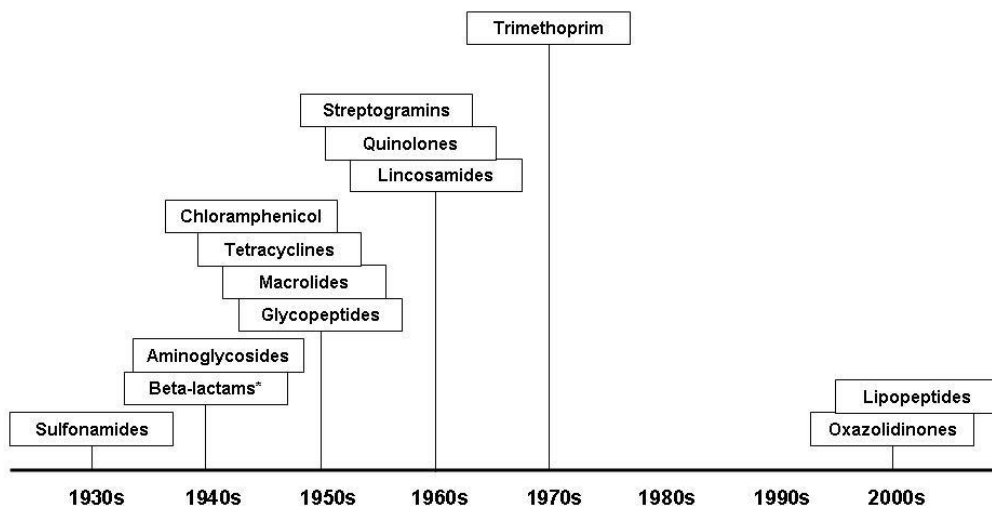 Trimethoprim
Streptogramins
Quinolones
Lincosamides
Chloramphenicol
Tetracyclines
Macrolides
Glycopeptides
Aminoglycosides
Beta-lactams*
Lipopeptides
Sulfonamides
Oxazolidinones
1930s 1940s 1950s 1960s 1970s 1980s 1990s 2000s